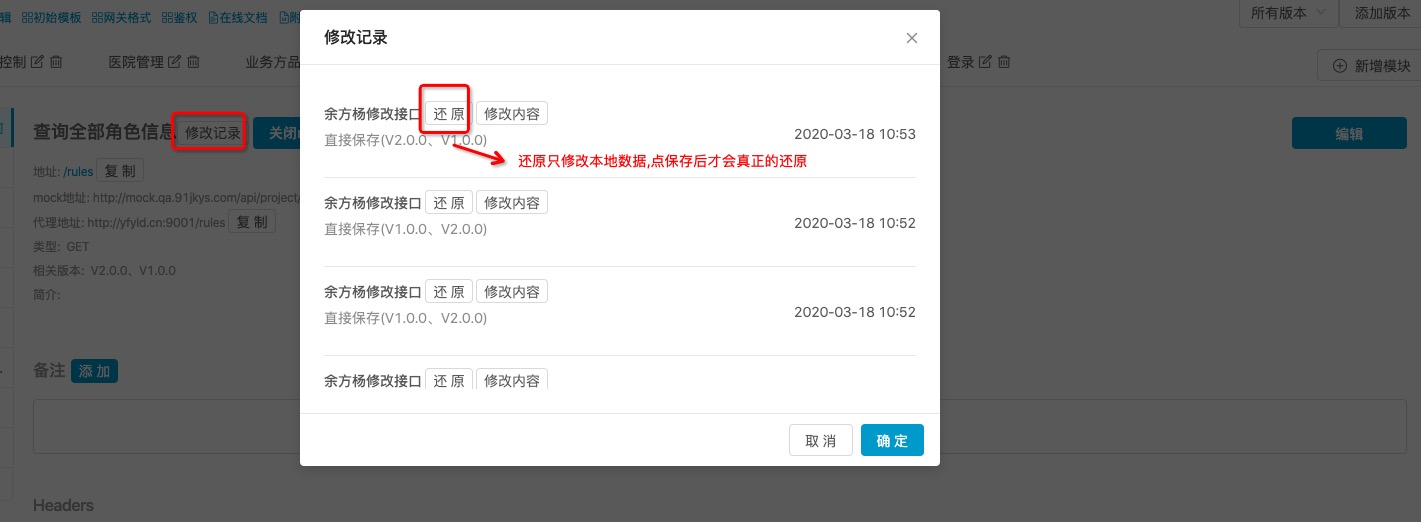 辑 初始模板 网关格式 鉴权 在线文档 附
所有版本 添加版本
控制 医院管理 业务方品 登录 新增模块
查询全部角色信息 修改记录 关闭 编辑
地址: /rules 复 制
mock地址: http://mock.qa.91jkys.com/api/project/
代理地址: http://yfyld.cn:9001/rules 复 制
类型: GET
相关版本: V2.0.0、V1.0.0
简介:
备注 添 加
Headers
修改记录
余方杨修改接口 还 原 修改内容
直接保存(V2.0.0、V1.0.0)
2020-03-18 10:53
还原只修改本地数据,点保存后才会真正的还原
余方杨修改接口 还 原 修改内容
直接保存(V1.0.0、V2.0.0)
2020-03-18 10:52
余方杨修改接口 还 原 修改内容
直接保存(V1.0.0、V2.0.0)
2020-03-18 10:52
余方杨修改接口 还 原 修改内容
取 消 确 定